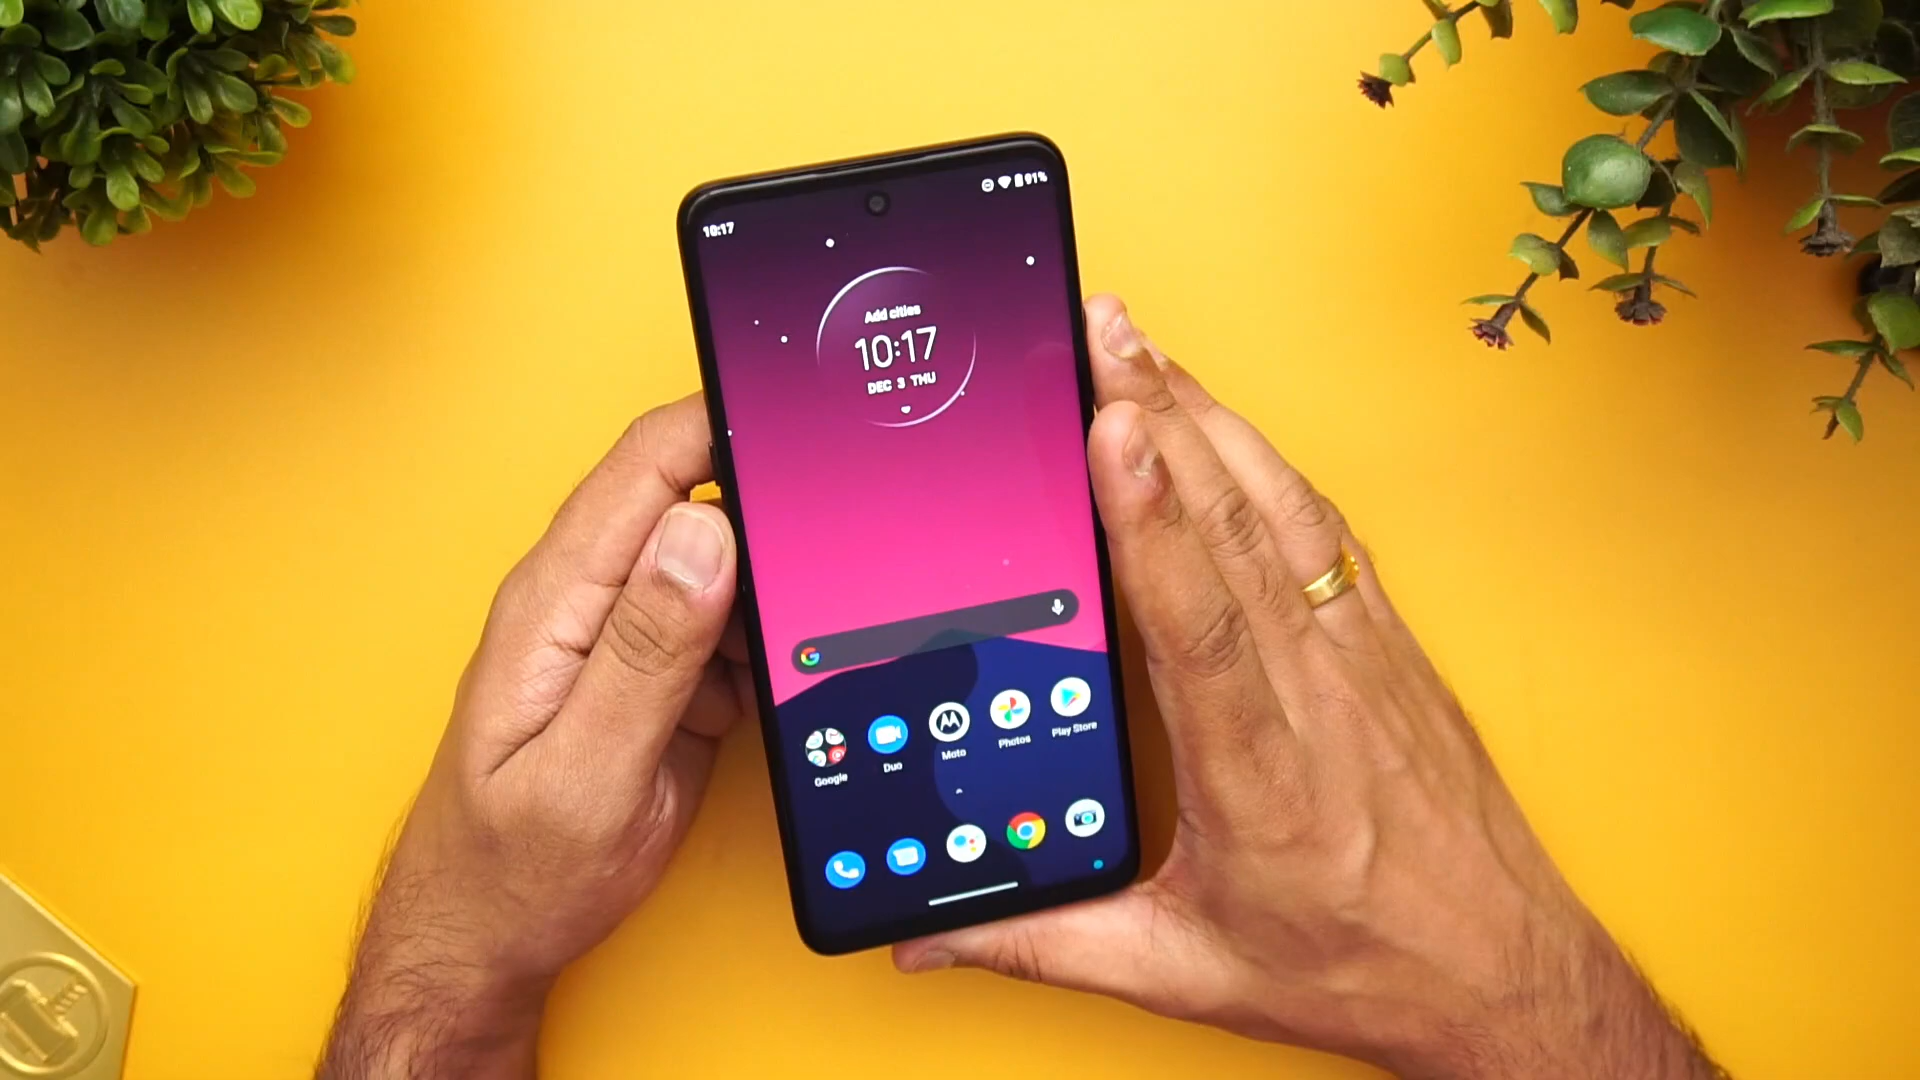 10:17
91%
Add cities
10:17
DEC 3 THU
Google
Duo
Moto
Photos
Play Store